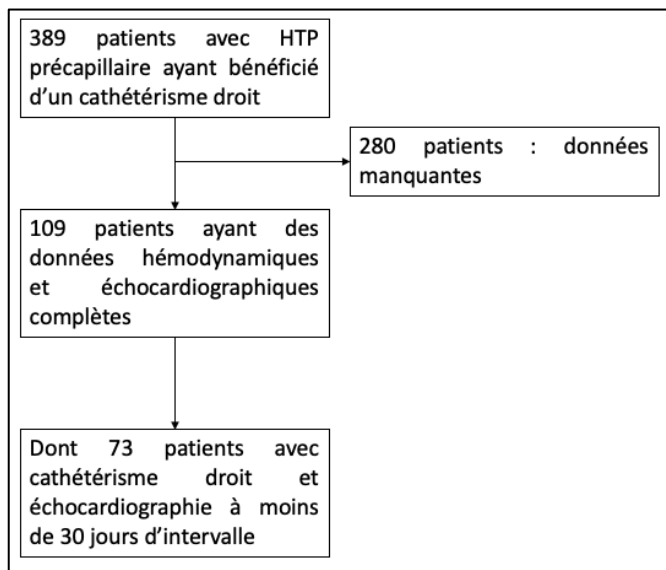 389 patients avec HTP
précapillaire ayant bénéficié
d'un cathétérisme droit
280 patients : données
manquantes
109 patients ayant des
données hémodynamiques
et échocardiographiques
complètes
Dont 73 patients avec
cathétérisme droit et
échocardiographie à moins
de 30 jours d'intervalle